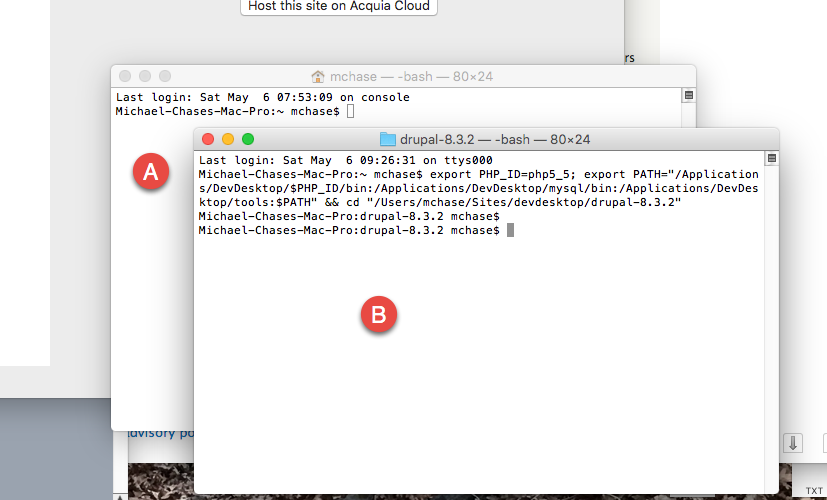 Host this site on Acquia Cloud
rs
mchase — -bash — 80×24
Last login: Sat May  6 07:53:09 on console
Michael-Chases-Mac-Pro:~ mchase$
A
drupal-8.3.2 — -bash — 80×24
Last login: Sat May  6 09:26:31 on ttys000
Michael-Chases-Mac-Pro:~ mchase$ export PHP_ID=php5_5; export PATH="/Application
s/DevDesktop/$PHP_ID/bin:/Applications/DevDesktop/mysql/bin:/Applications/DevDes
ktop/tools:$PATH" && cd "/Users/mchase/Sites/devdesktop/drupal-8.3.2"
Michael-Chases-Mac-Pro:drupal-8.3.2 mchase$
Michael-Chases-Mac-Pro:drupal-8.3.2 mchase$
B
advisory po
TXT